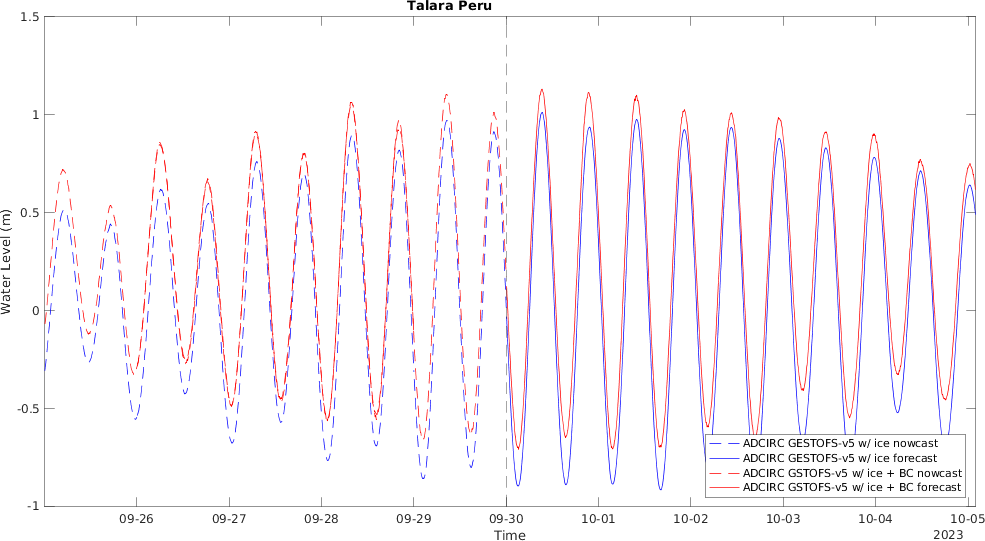 Talara Peru
1.5
1
0.5
0
-0.5
-1
Water Level (m)
09-26 09-27 09-28 09-29 09-30 10-01 10-02 10-03 10-04 10-05
Time
2023
ADCIRC GESTOFS-v5 w/ ice nowcast
ADCIRC GESTOFS-v5 w/ ice forecast
ADCIRC GSTOFS-v5 w/ ice + BC nowcast
ADCIRC GSTOFS-v5 w/ ice + BC forecast